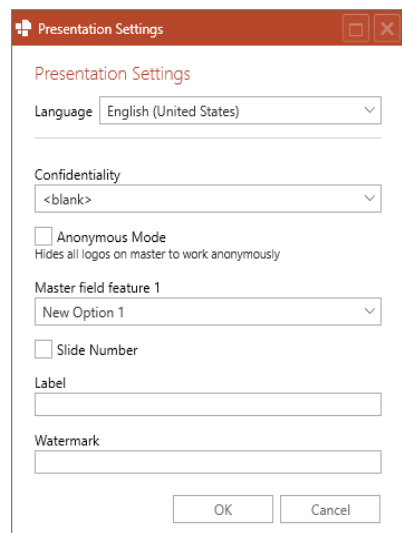 Presentation Settings
Presentation Settings
Language English (United States)
Confidentiality
<blank>
Anonymous Mode
Hides all logos on master to work anonymously
Master field feature 1
New Option 1
Slide Number
Label
Watermark
OK Cancel